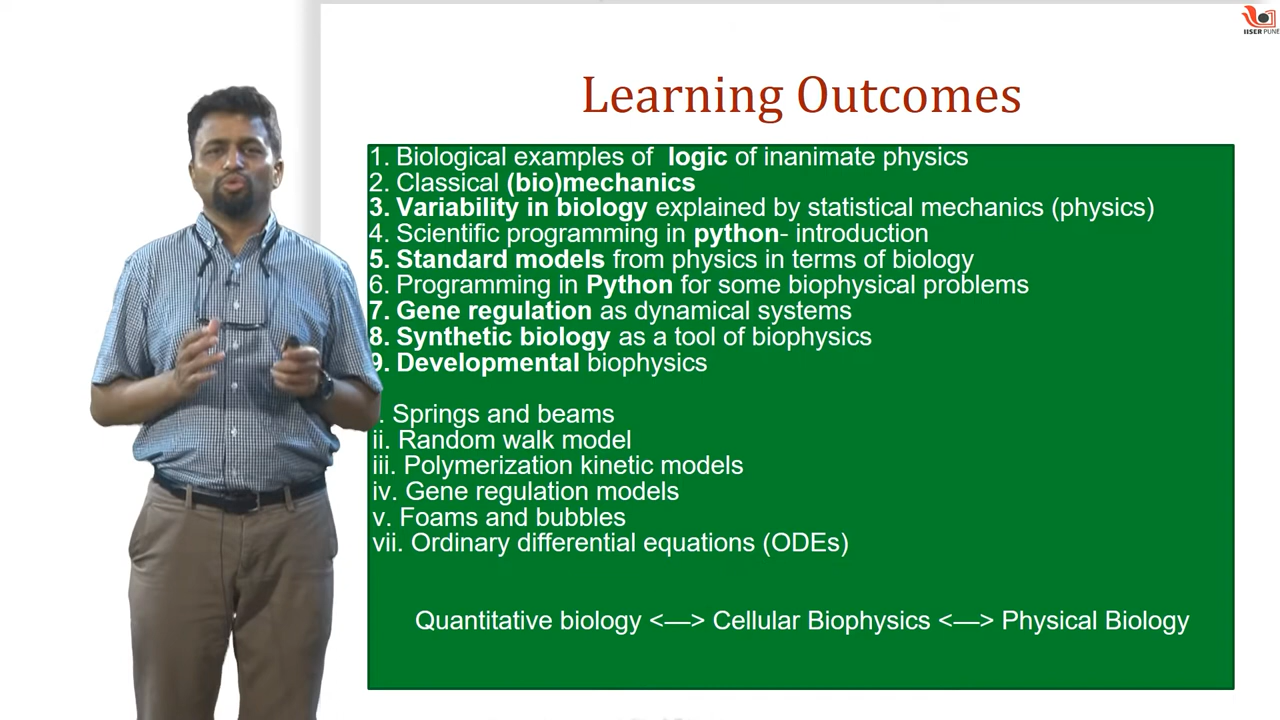 IISER PUNE
Learning Outcomes
1. Biological examples of logic of inanimate physics
2. Classical (bio)mechanics
3. Variability in biology explained by statistical mechanics (physics)
4. Scientific programming in python- introduction
5. Standard models from physics in terms of biology
6. Programming in Python for some biophysical problems
7. Gene regulation as dynamical systems
8. Synthetic biology as a tool of biophysics
9. Developmental biophysics
. Springs and beams
ii. Random walk model
iii. Polymerization kinetic models
iv. Gene regulation models
v. Foams and bubbles
vii. Ordinary differential equations (ODEs)
Quantitative biology <—> Cellular Biophysics <—> Physical Biology